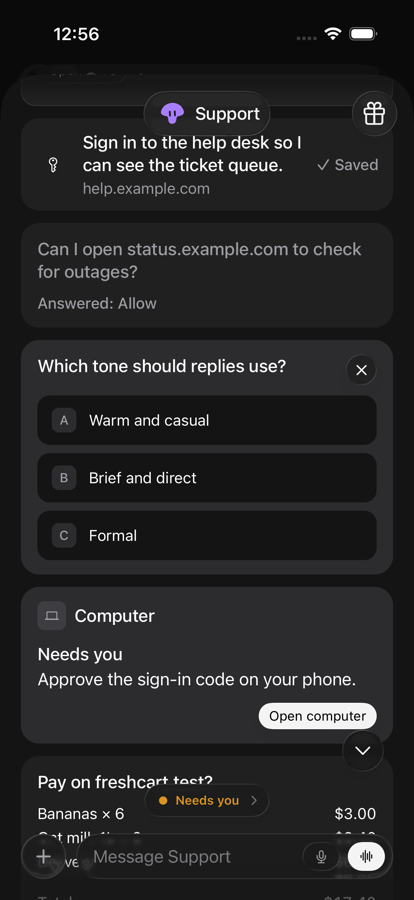 12:56
Support
Sign in to the help desk so I
can see the ticket queue.
help.example.com
Saved
Can I open status.example.com to check
for outages?
Answered: Allow
Which tone should replies use?
A Warm and casual
B Brief and direct
C Formal
Computer
Needs you
Approve the sign-in code on your phone.
Open computer
Pay on freshcart.test?
Needs you
Bananas × 6 $3.00
Message Support